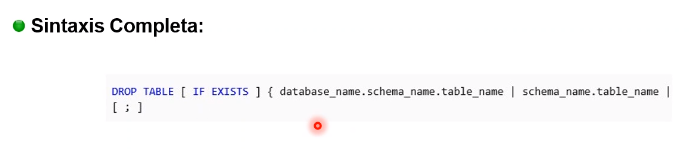 Sintaxis Completa:
DROP TABLE [ IF EXISTS ] { database_name.schema_name.table_name | schema_name.table_name |
[ ; ]